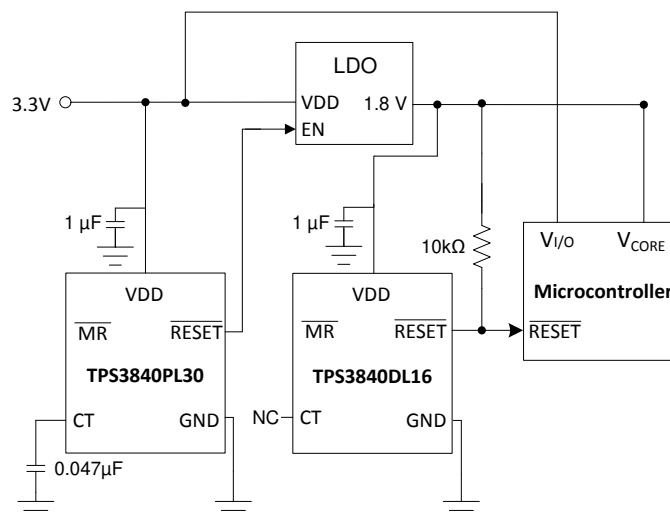 LDO
3.3V
VDD
1.8 V
EN
1 µF
1 µF
10kΩ
VI/O
VCORE
Microcontroller
RESET
VDD
MR
RESET
TPS3840PL30
CT
GND
0.047µF
VDD
MR
RESET
TPS3840DL16
NC
CT
GND